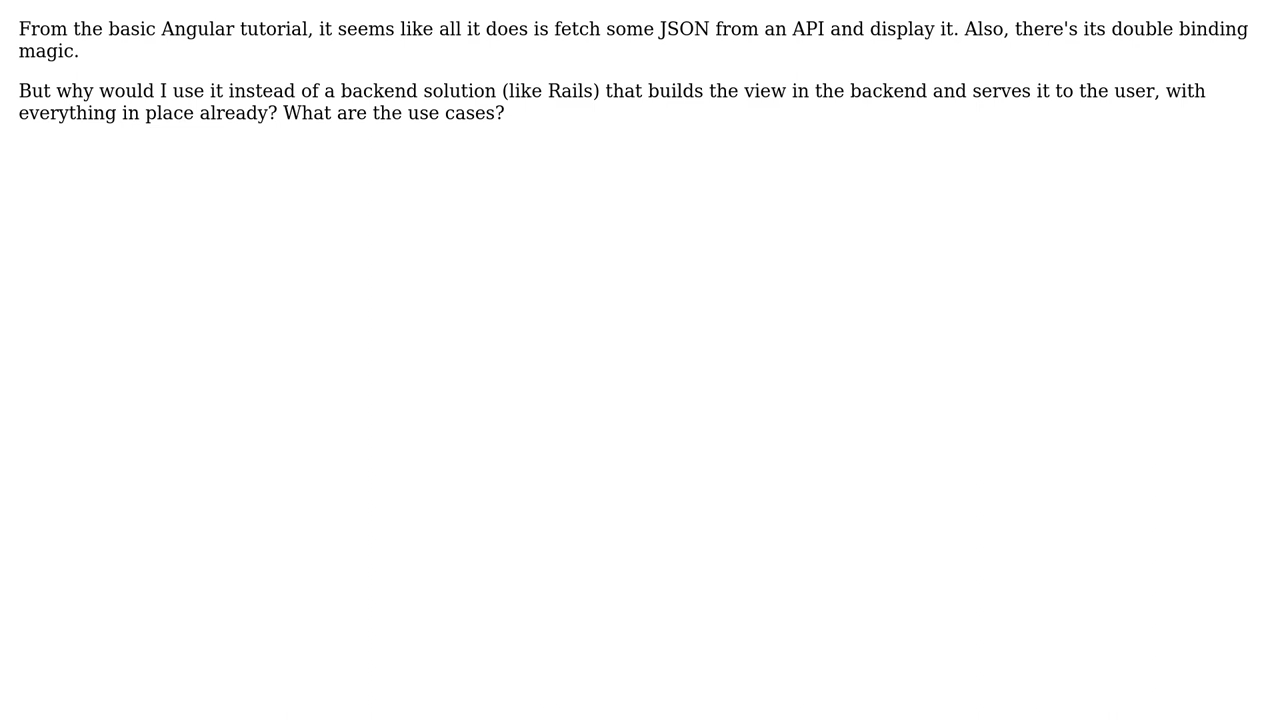 From the basic Angular tutorial, it seems like all it does is fetch some JSON from an API and display it. Also, there's its double binding
magic.
But why would I use it instead of a backend solution (like Rails) that builds the view in the backend and serves it to the user, with
everything in place already? What are the use cases?